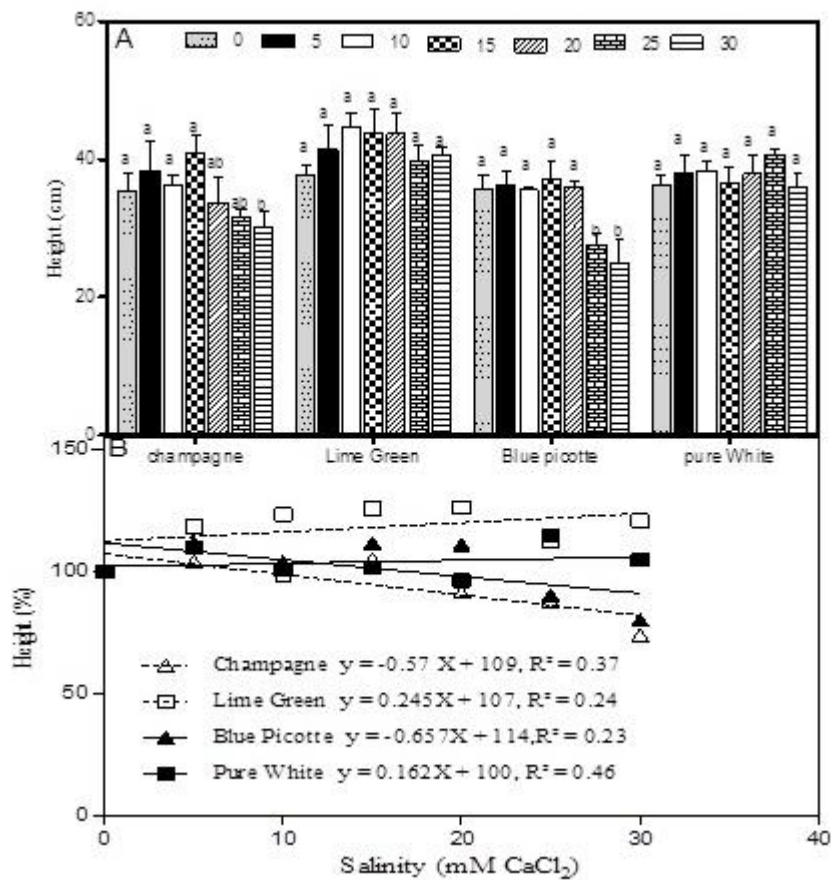 A 0 5 10 15 20 25 30
60
40
20
0
Height (cm)
a a a a ab ab b
a a a a a a a
a a a a a b b
a a a a a a a
champagne Lime Green Blue picotte pure White
B
150
100
50
0
Height (%)
Champagne y = -0.57 X + 109, R² = 0.37
Lime Green y = 0.245X + 107, R² = 0.24
Blue Picotte y = -0.657X + 114,R² = 0.23
Pure White y = 0.162X + 100, R² = 0.46
0 10 20 30 40
Salinity (mM CaCl₂)